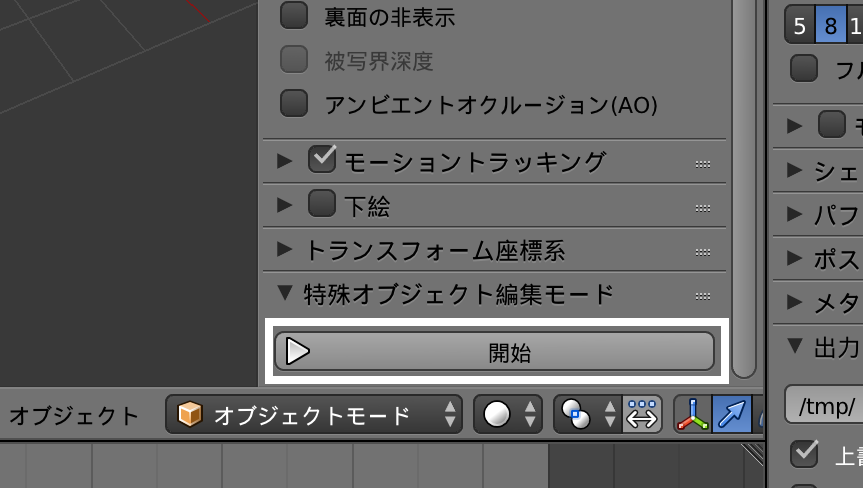 裏面の非表示
被写界深度
アンビエントオクルージョン(AO)
モーショントラッキング
下絵
トランスフォーム座標系
特殊オブジェクト編集モード
開始
オブジェクト
オブジェクトモード
5 8 1
フル
モ
シェ
パフ
ポス
メタ
出力
/tmp/
上書